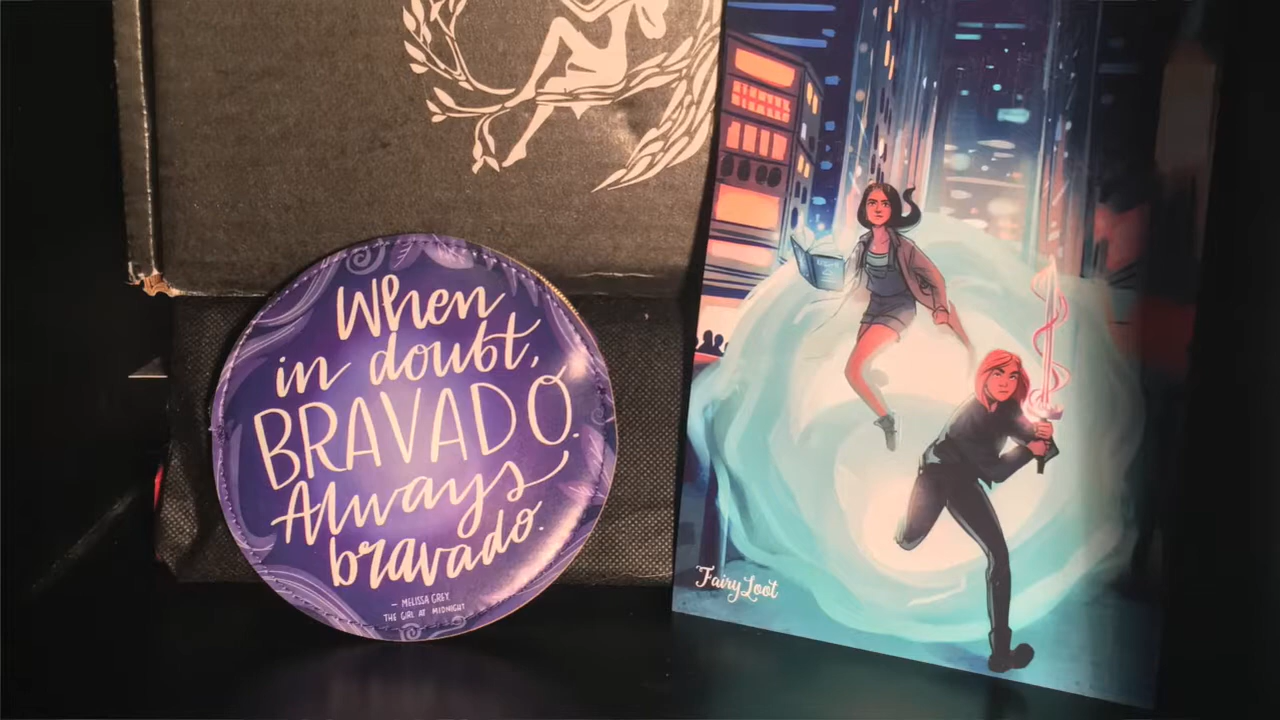 When
in doubt,
BRAVADO.
Always
bravado.
— MELISSA GREY,
THE GIRL AT MIDNIGHT
FairyLoot